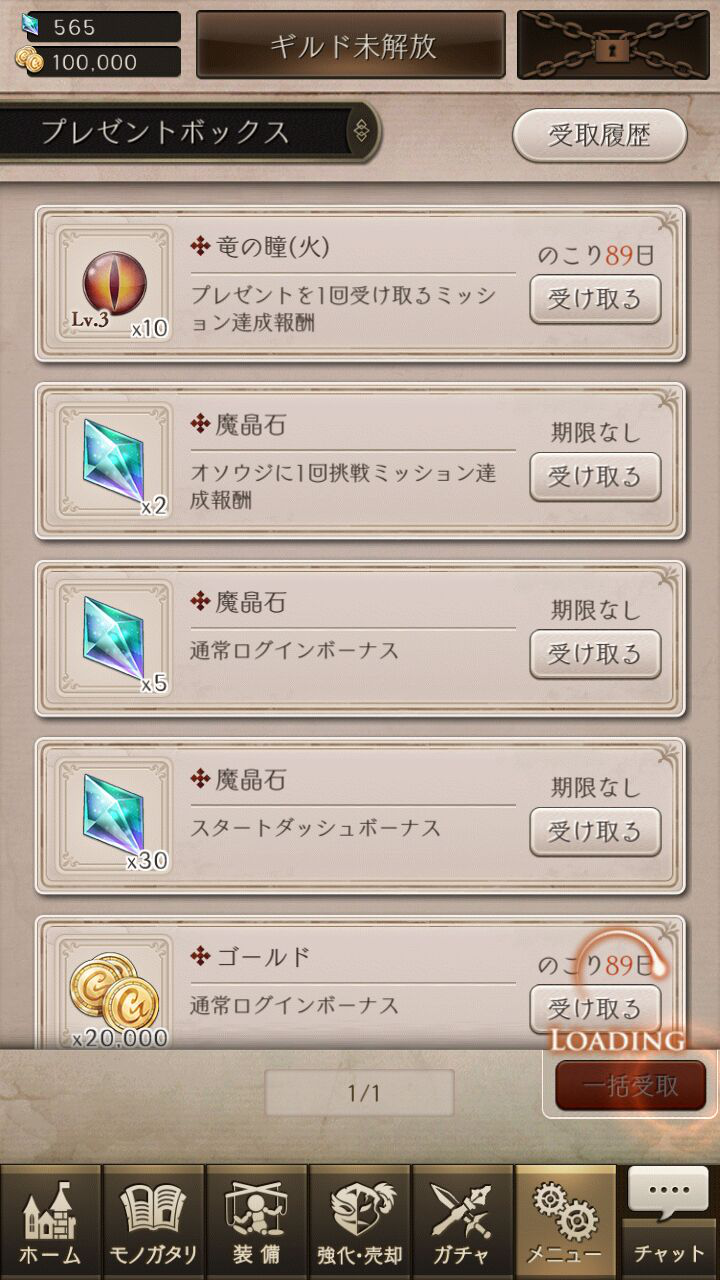 565
100,000
ギルド未解放
プレゼントボックス
受取履歴
竜の瞳(火)
のこり89日
プレゼントを1回受け取るミッシ
ョン達成報酬
受け取る
Lv.3
x10
魔晶石
期限なし
オソウジに1回挑戦ミッション達
成報酬
受け取る
x2
魔晶石
期限なし
通常ログインボーナス
受け取る
x5
魔晶石
期限なし
スタートダッシュボーナス
受け取る
x30
ゴールド
のこり89日
通常ログインボーナス
受け取る
x20,000
LOADING
1/1
一括受取
ホーム
モノガタリ
装備
強化・売却
ガチャ
メニュー
チャット